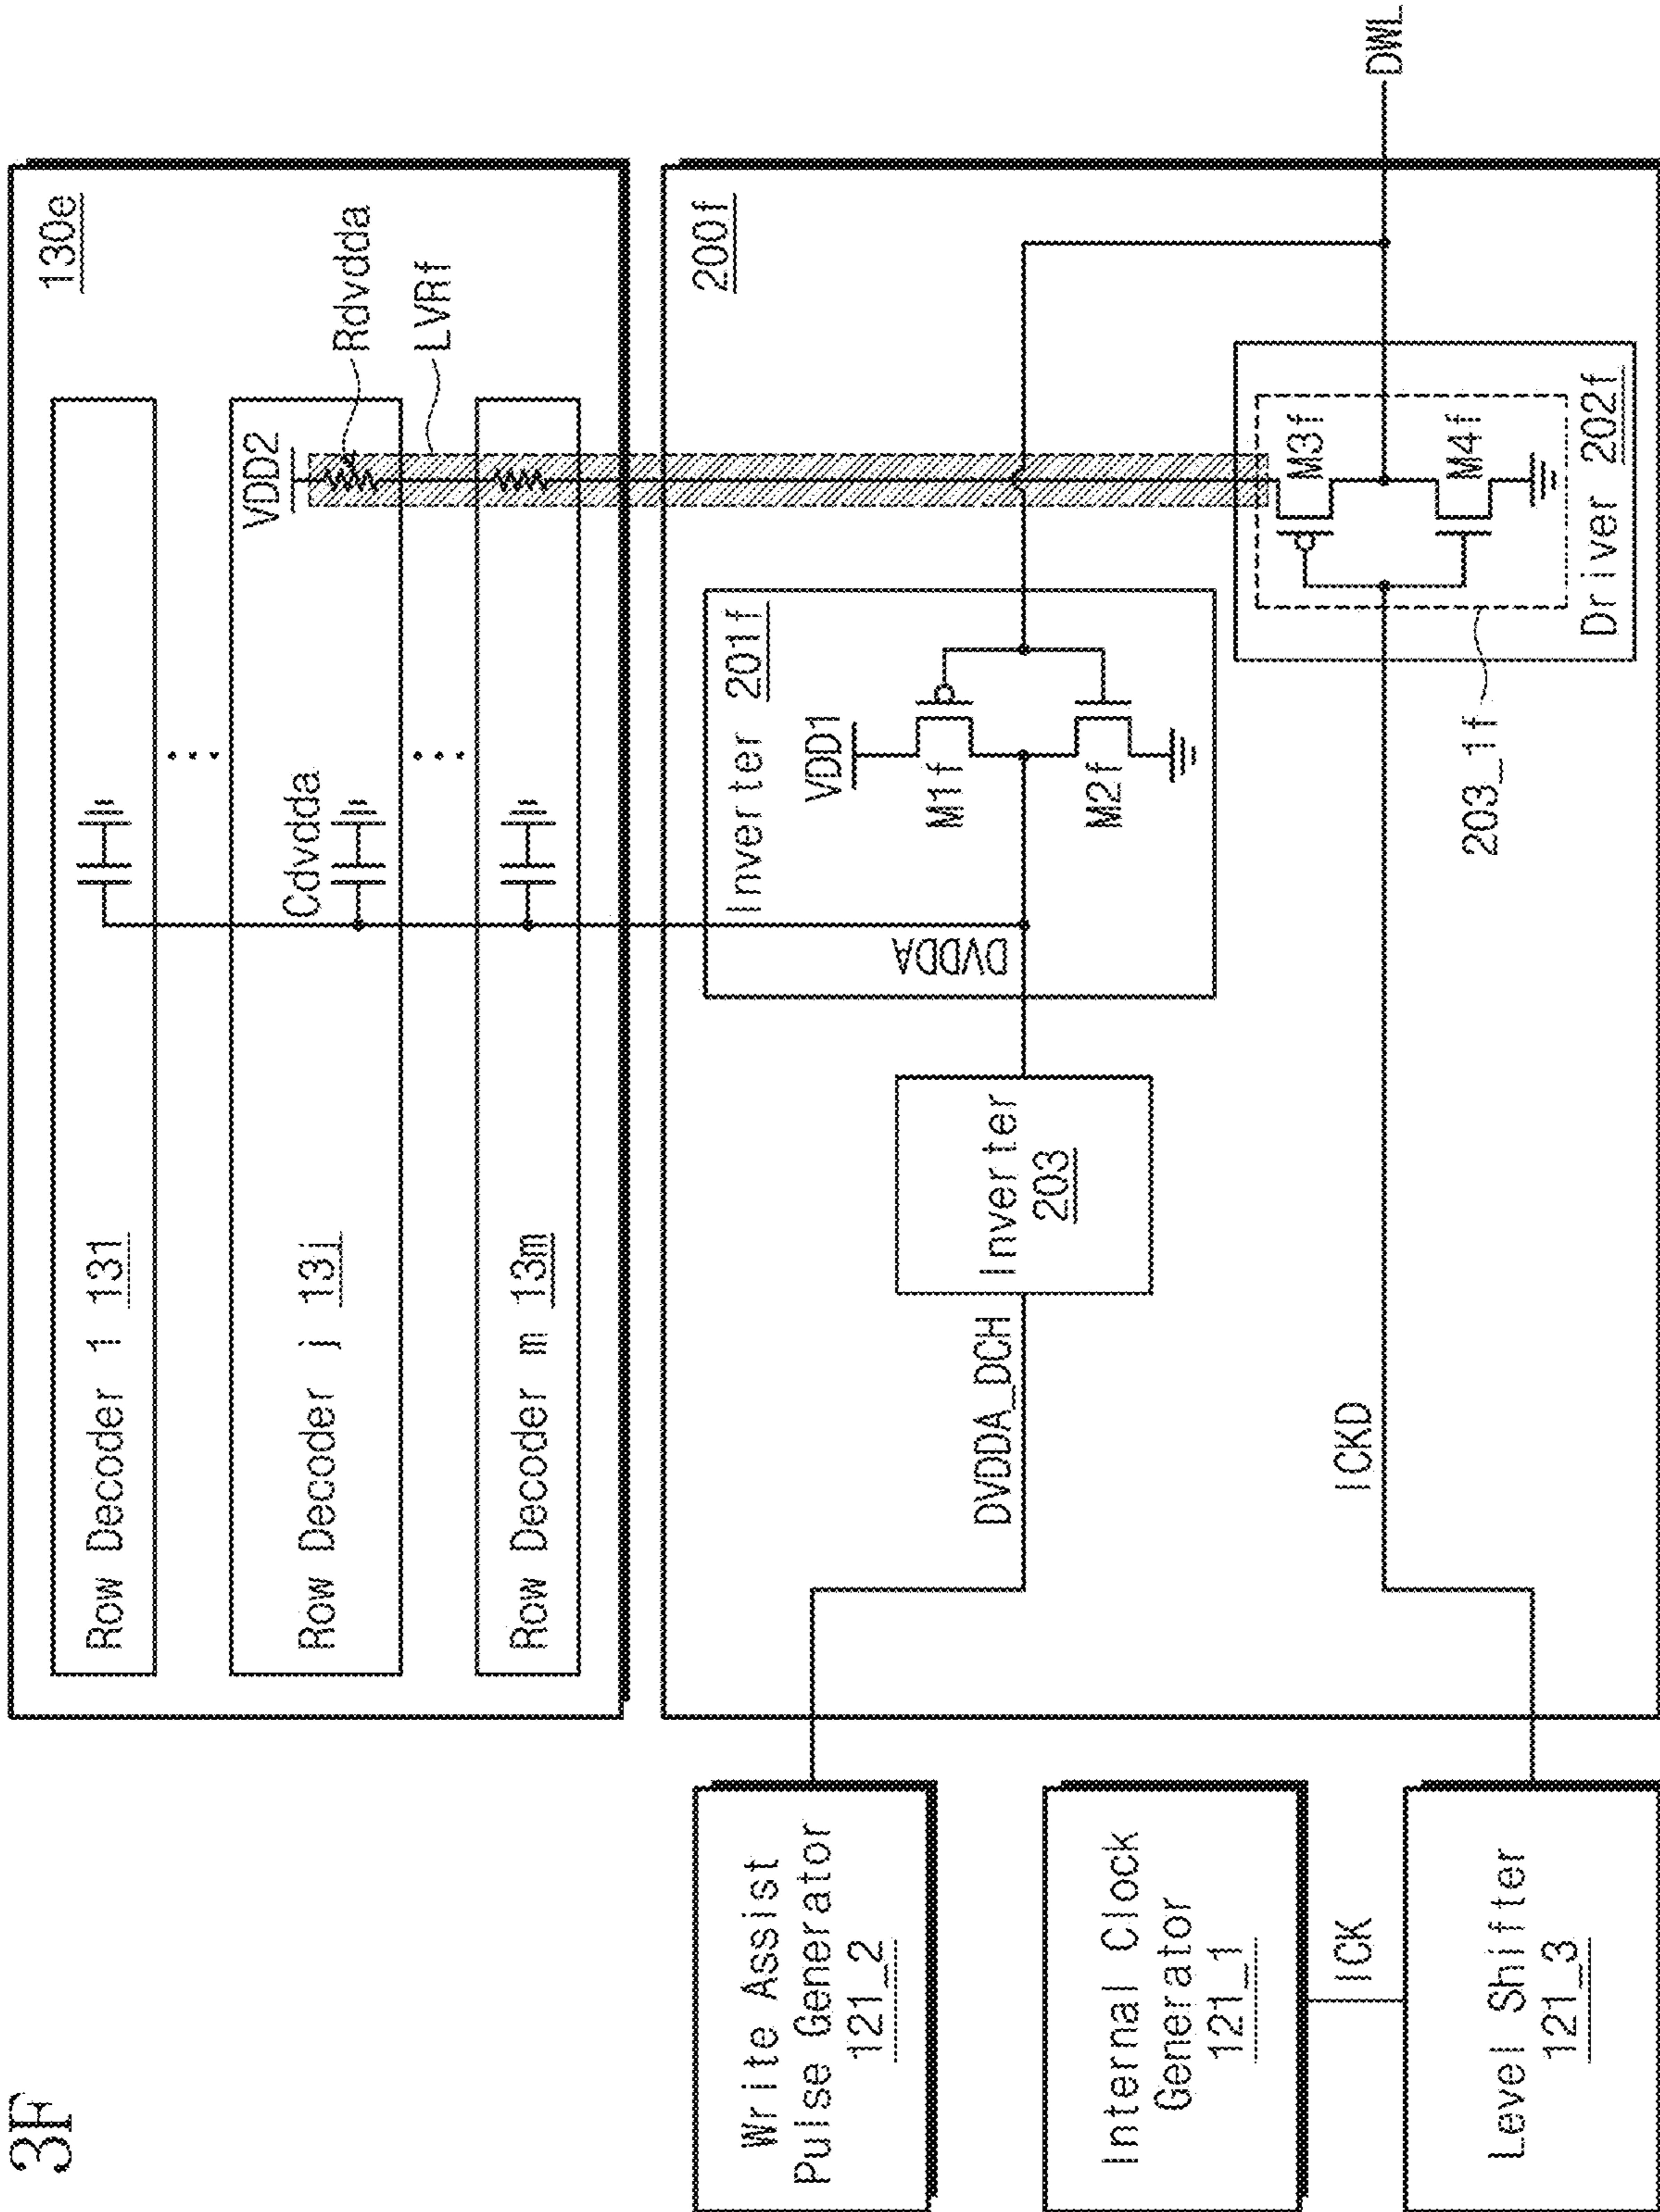 3F
130e
Row Decoder 1 131
Row Decoder j 13j
Cdvdda
VDD2
Rdvdda
LVRf
Row Decoder m 13m
Write Assist
Pulse Generator
121_2
Internal Clock
Generator
121_1
ICK
Level Shifter
121_3
200f
DVDDA_DCH
Inverter
203
Inverter 201f
DVDDA
VDD1
M1f
M2f
ICKD
203_1f
M3f
M4f
Driver 202f
DWL